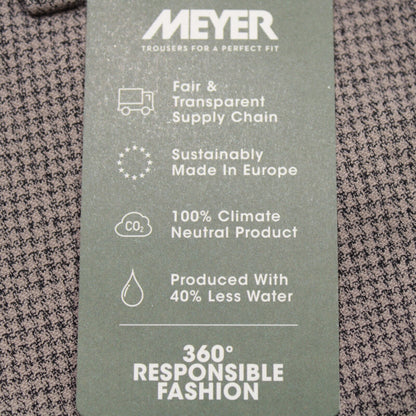 MEYER
TROUSERS FOR A PERFECT FIT
Fair &
Transparent
Supply Chain
Sustainably
Made In Europe
CO₂
100% Climate
Neutral Product
Produced With
40% Less Water
360°
RESPONSIBLE
FASHION